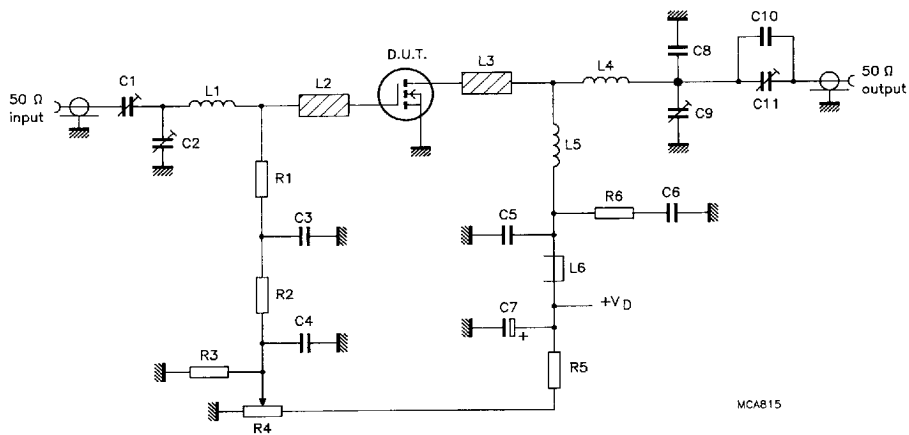 C10
D.U.T.
C8
L3
L4
C1
L2
50 Ω
input
L1
50 Ω
output
C11
C2
C9
L5
R1
R6
C6
C3
C5
L6
R2
+VD
C4
C7
+
R3
R5
R4
MCA815